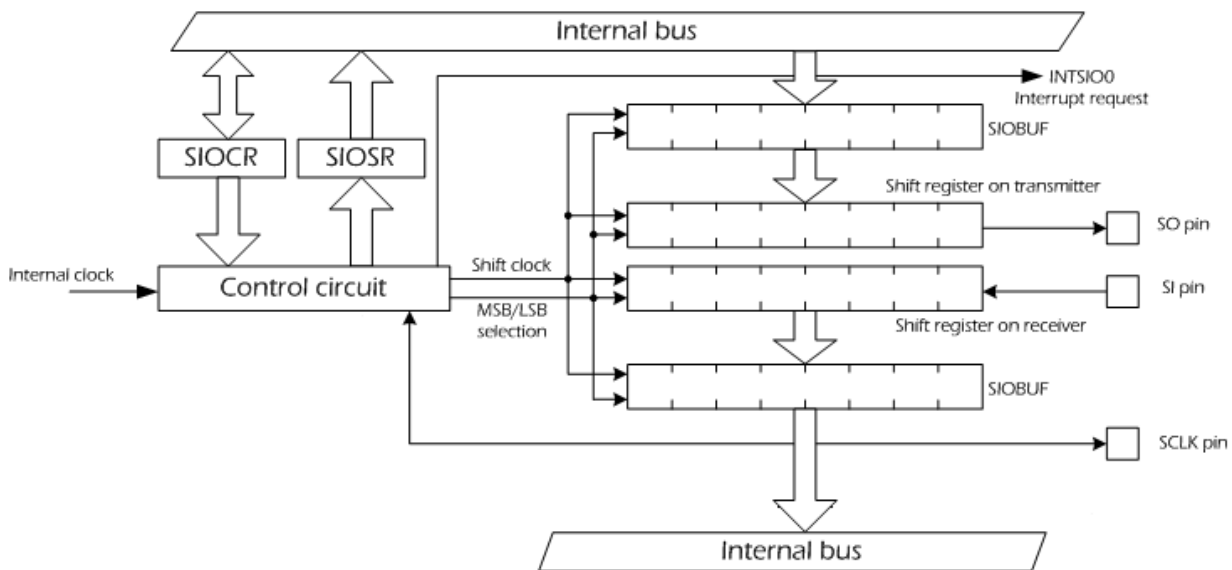 Internal bus
INTSIO0
Interrupt request
SIOBUF
SIOCR
SIOSR
Shift register on transmitter
SO pin
Internal clock
Control circuit
Shift clock
MSB/LSB
selection
SI pin
Shift register on receiver
SIOBUF
SCLK pin
Internal bus